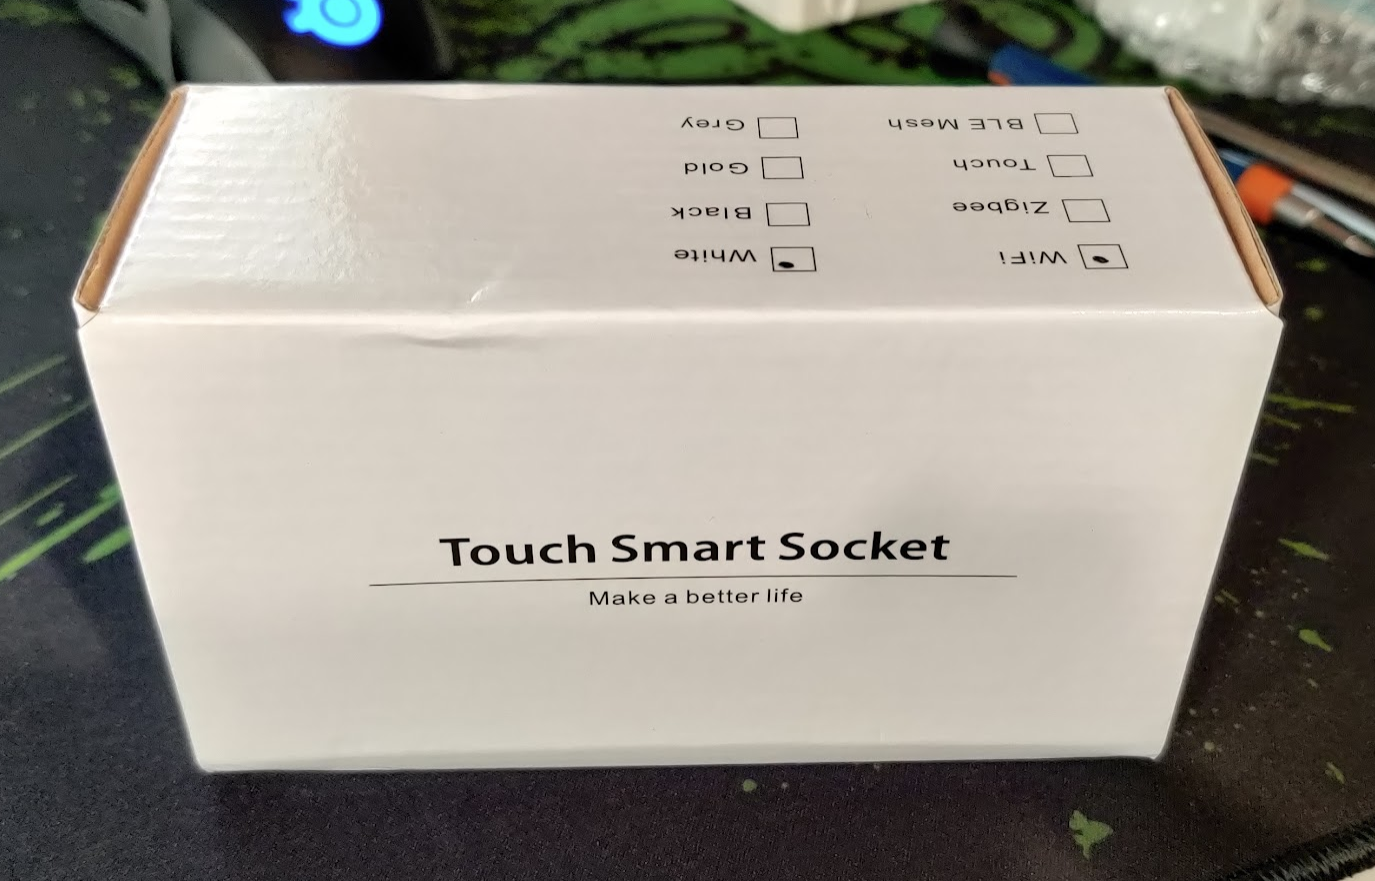 WiFi
Zigbee
Touch
BLE Mesh
White
Black
Gold
Grey
Touch Smart Socket
Make a better life